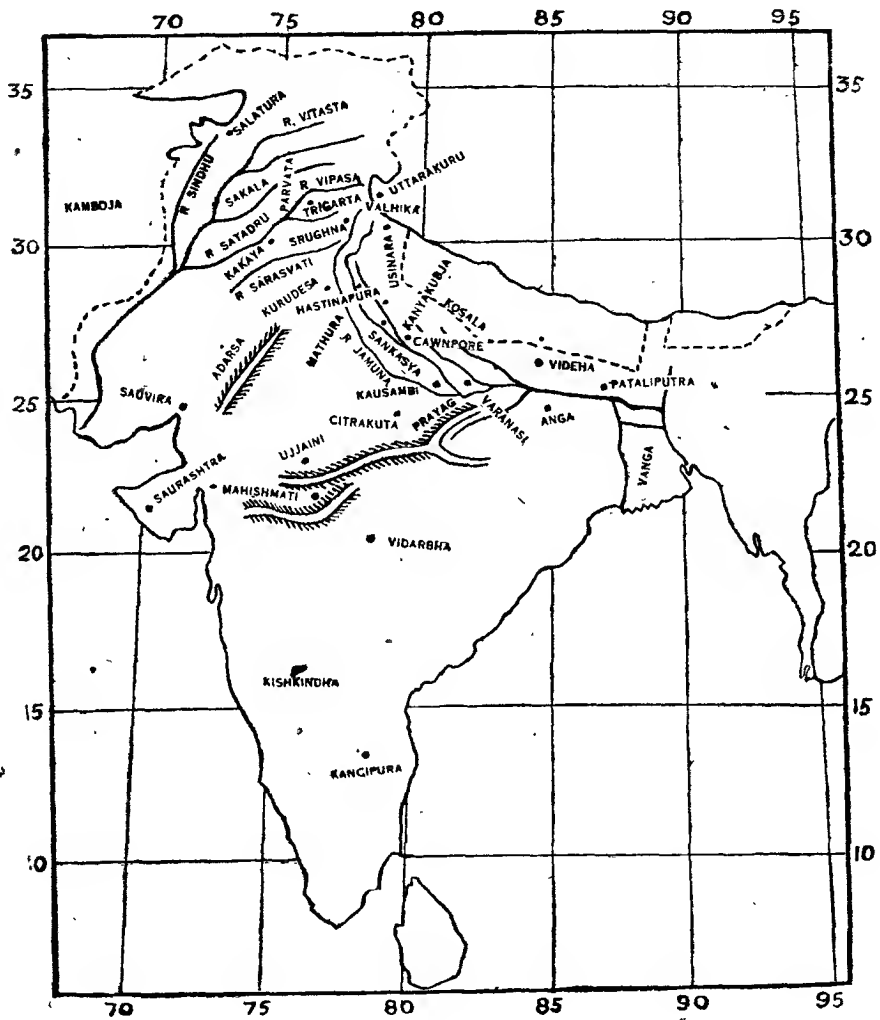 70 75 80 85 90 95
35 35
SALATURA
R. VITASTA
R SINDHU
SAKALA
PARVATA
R VIPASA
UTTARAKURU
KAMBOJA
TRIGARTA
VALHIKA
R SATADRU
SRUGHNA
30 30
KAKAYA
R SARASVATI
USINARA
KURUDESA
HASTINAPURA
KANYAKUBJA
KOSALA
ADARSA
MATHURA
R JAMUNA
SANKASYA
CAWNPORE
VIDEHA
PATALIPUTRA
SAUVIRA
KAUSAMBI
25 25
CITRAKUTA
PRAYAG
VARANASI
ANGA
UJJAINI
VANGA
SAURASHTRA
MAHISHMATI
VIDARBHA
20 20
KISHKINDHA
15 15
KANGIPURA
10 10
70 75 80 85 90 95